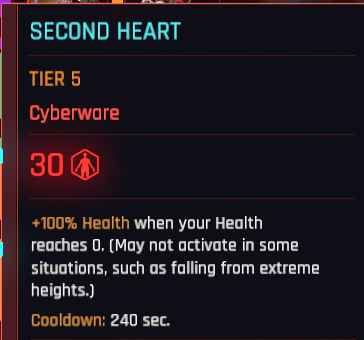 SECOND HEART
TIER 5
Cyberware
30
+100% Health when your Health
reaches 0. (May not activate in some
situations, such as falling from extreme
heights.)
Cooldown: 240 sec.